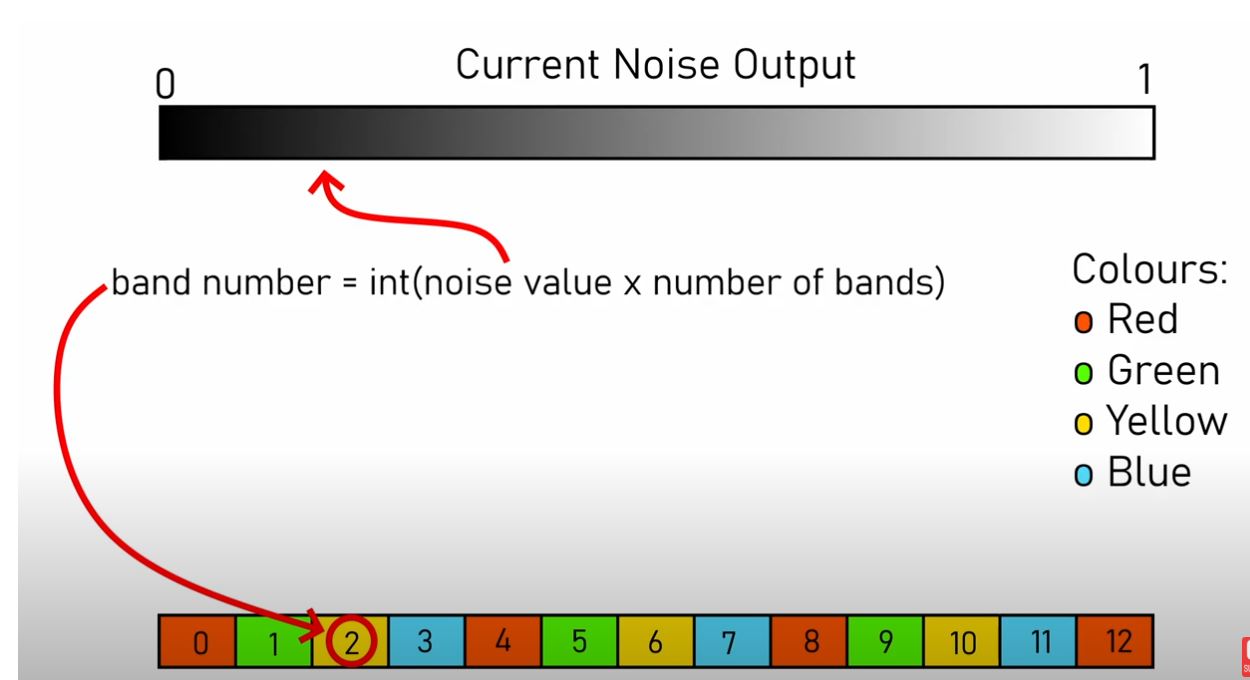 Current Noise Output
0 1
band number = int(noise value x number of bands)
Colours:
Red
Green
Yellow
Blue
0 1 2 3 4 5 6 7 8 9 10 11 12